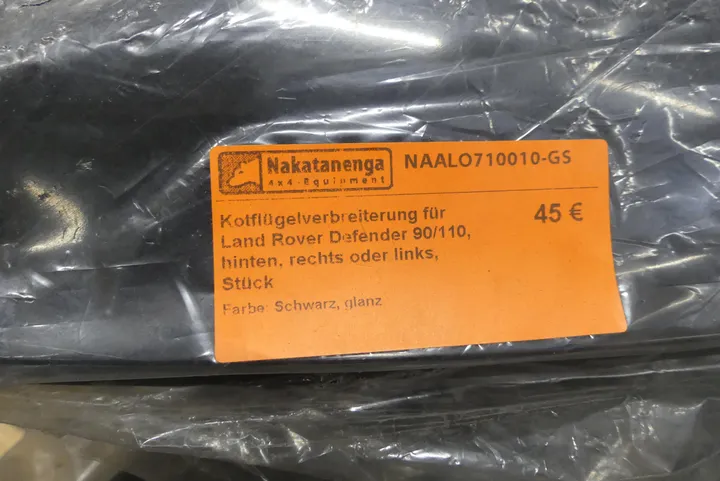 Nakatanenga
4x4-Equipment
NAALO710010-GS
Kotflügelverbreiterung für
45 €
Land Rover Defender 90/110,
hinten, rechts oder links,
Stück
Farbe: Schwarz, glanz